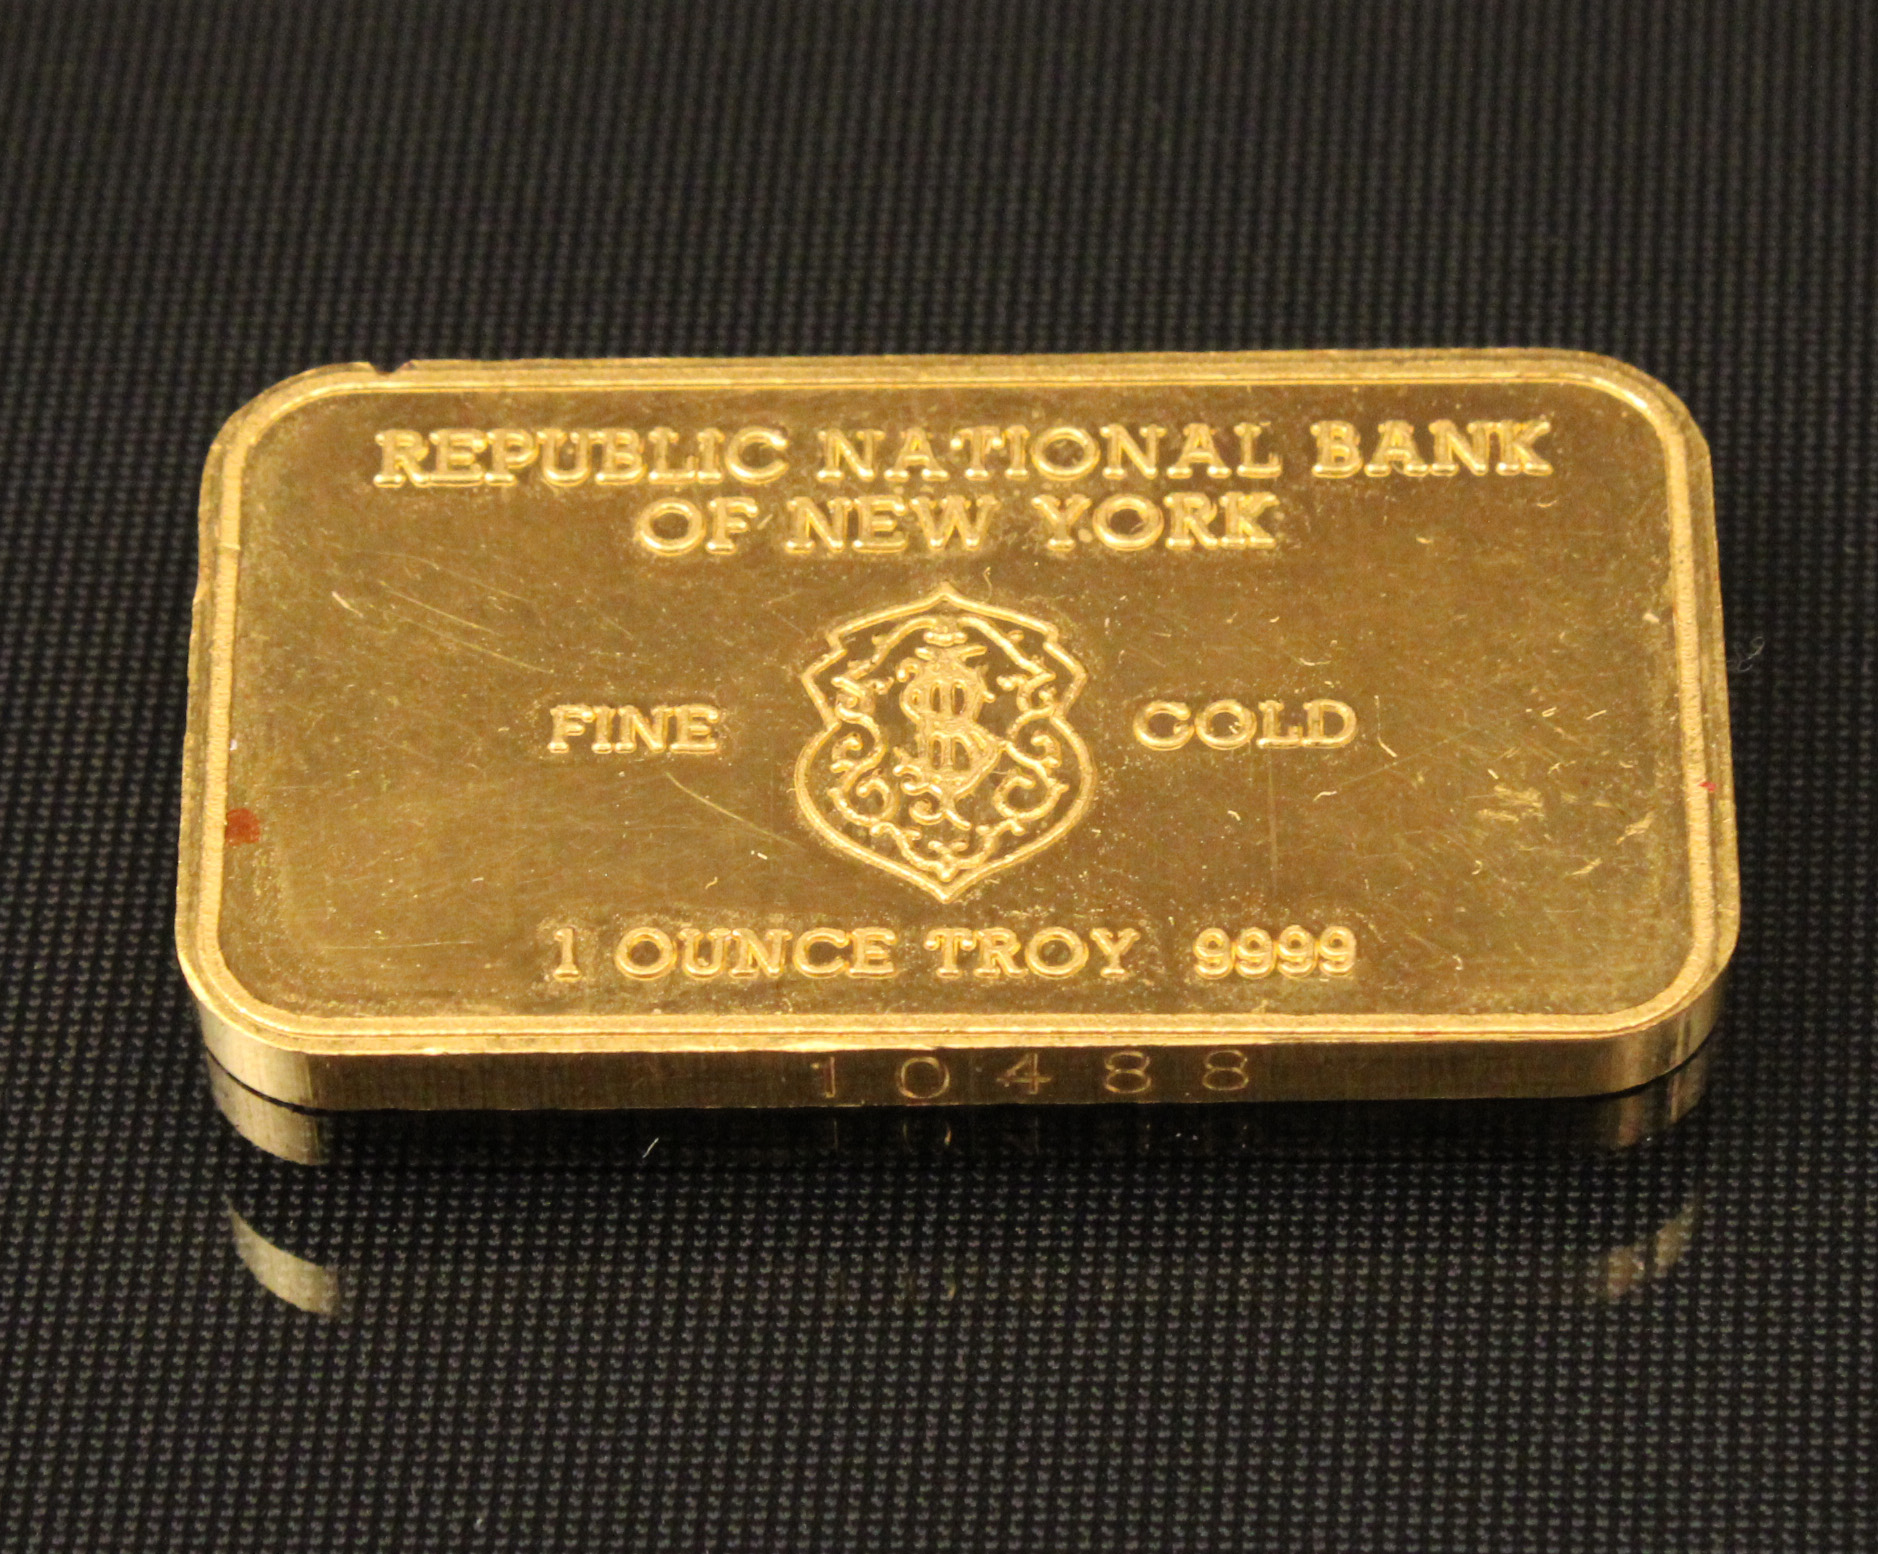 REPUBLIC NATIONAL BANK
OF NEW YORK
FINE GOLD
1 OUNCE TROY 9999
10488